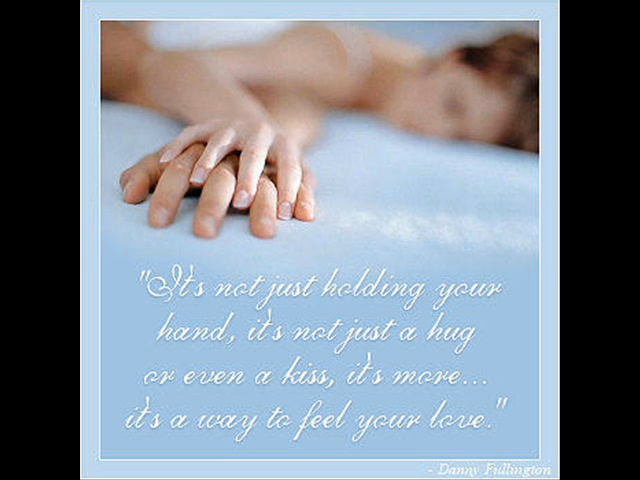 "It's not just holding your
hand, it's not just a hug
or even a kiss, it's more...
it's a way to feel your love."
- Danny Fullington